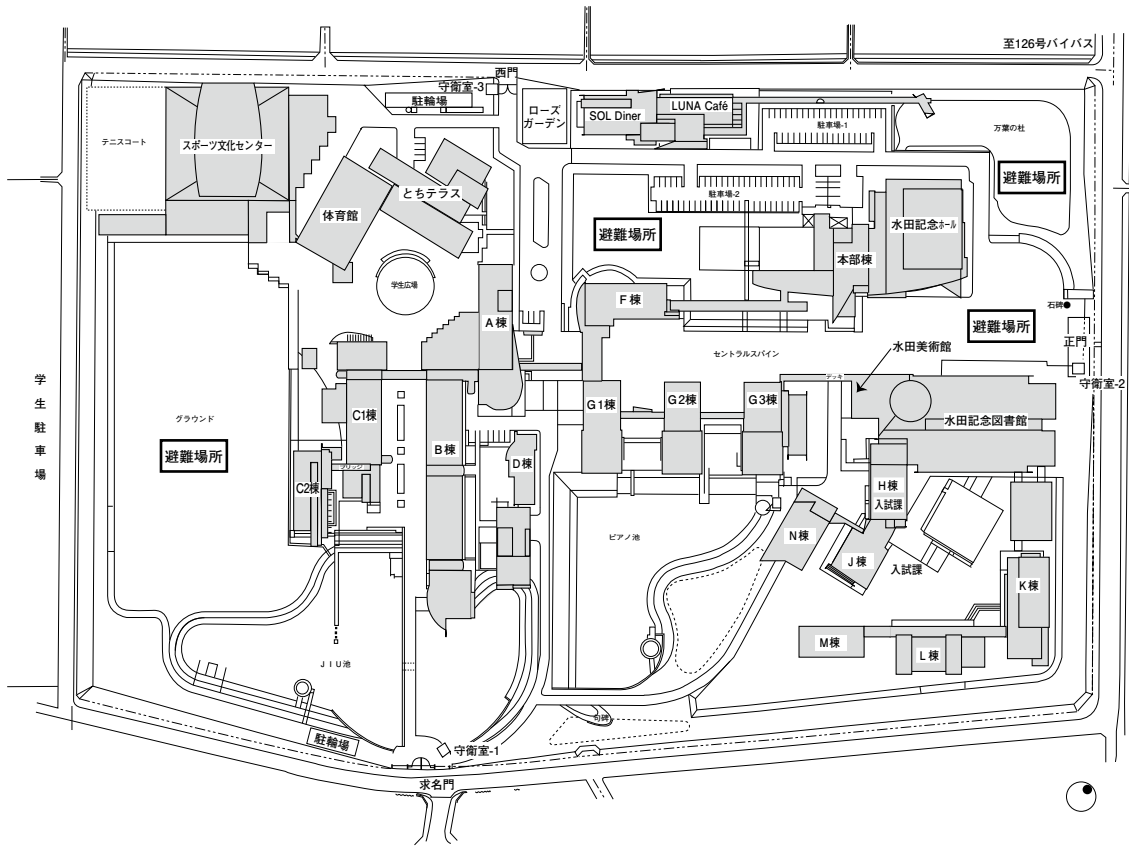 至126号バイパス
西門
守衛室-3
駐輪場
ローズ
ガーデン
SOL Diner
LUNA Café
駐車場-1
万葉の杜
避難場所
テニスコート
スポーツ文化センター
とちテラス
体育館
駐車場-2
避難場所
水田記念ホール
本部棟
学生広場
A棟
F棟
石碑
避難場所
正門
守衛室-2
セントラルスパイン
水田美術館
デッキ
学生駐車場
グラウンド
避難場所
C1棟
B棟
G1棟
G2棟
G3棟
水田記念図書館
ブリッジ
C2棟
D棟
H棟
入試課
ピアノ池
N棟
J棟
入試課
K棟
M棟
L棟
JIU池
句碑
駐輪場
守衛室-1
求名門